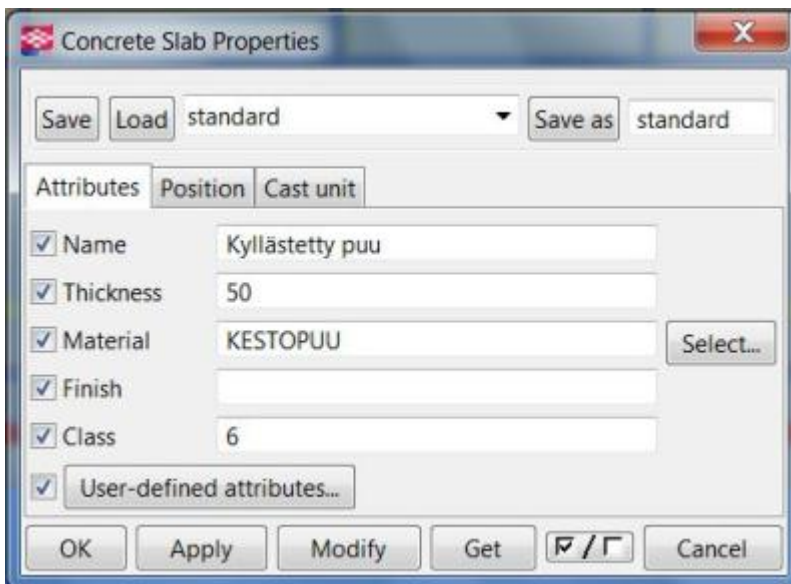 Concrete Slab Properties
Save Load standard Save as standard
Attributes Position Cast unit
Name Kyllästetty puu
Thickness 50
Material KESTOPUU Select...
Finish
Class 6
User-defined attributes...
OK Apply Modify Get / Cancel